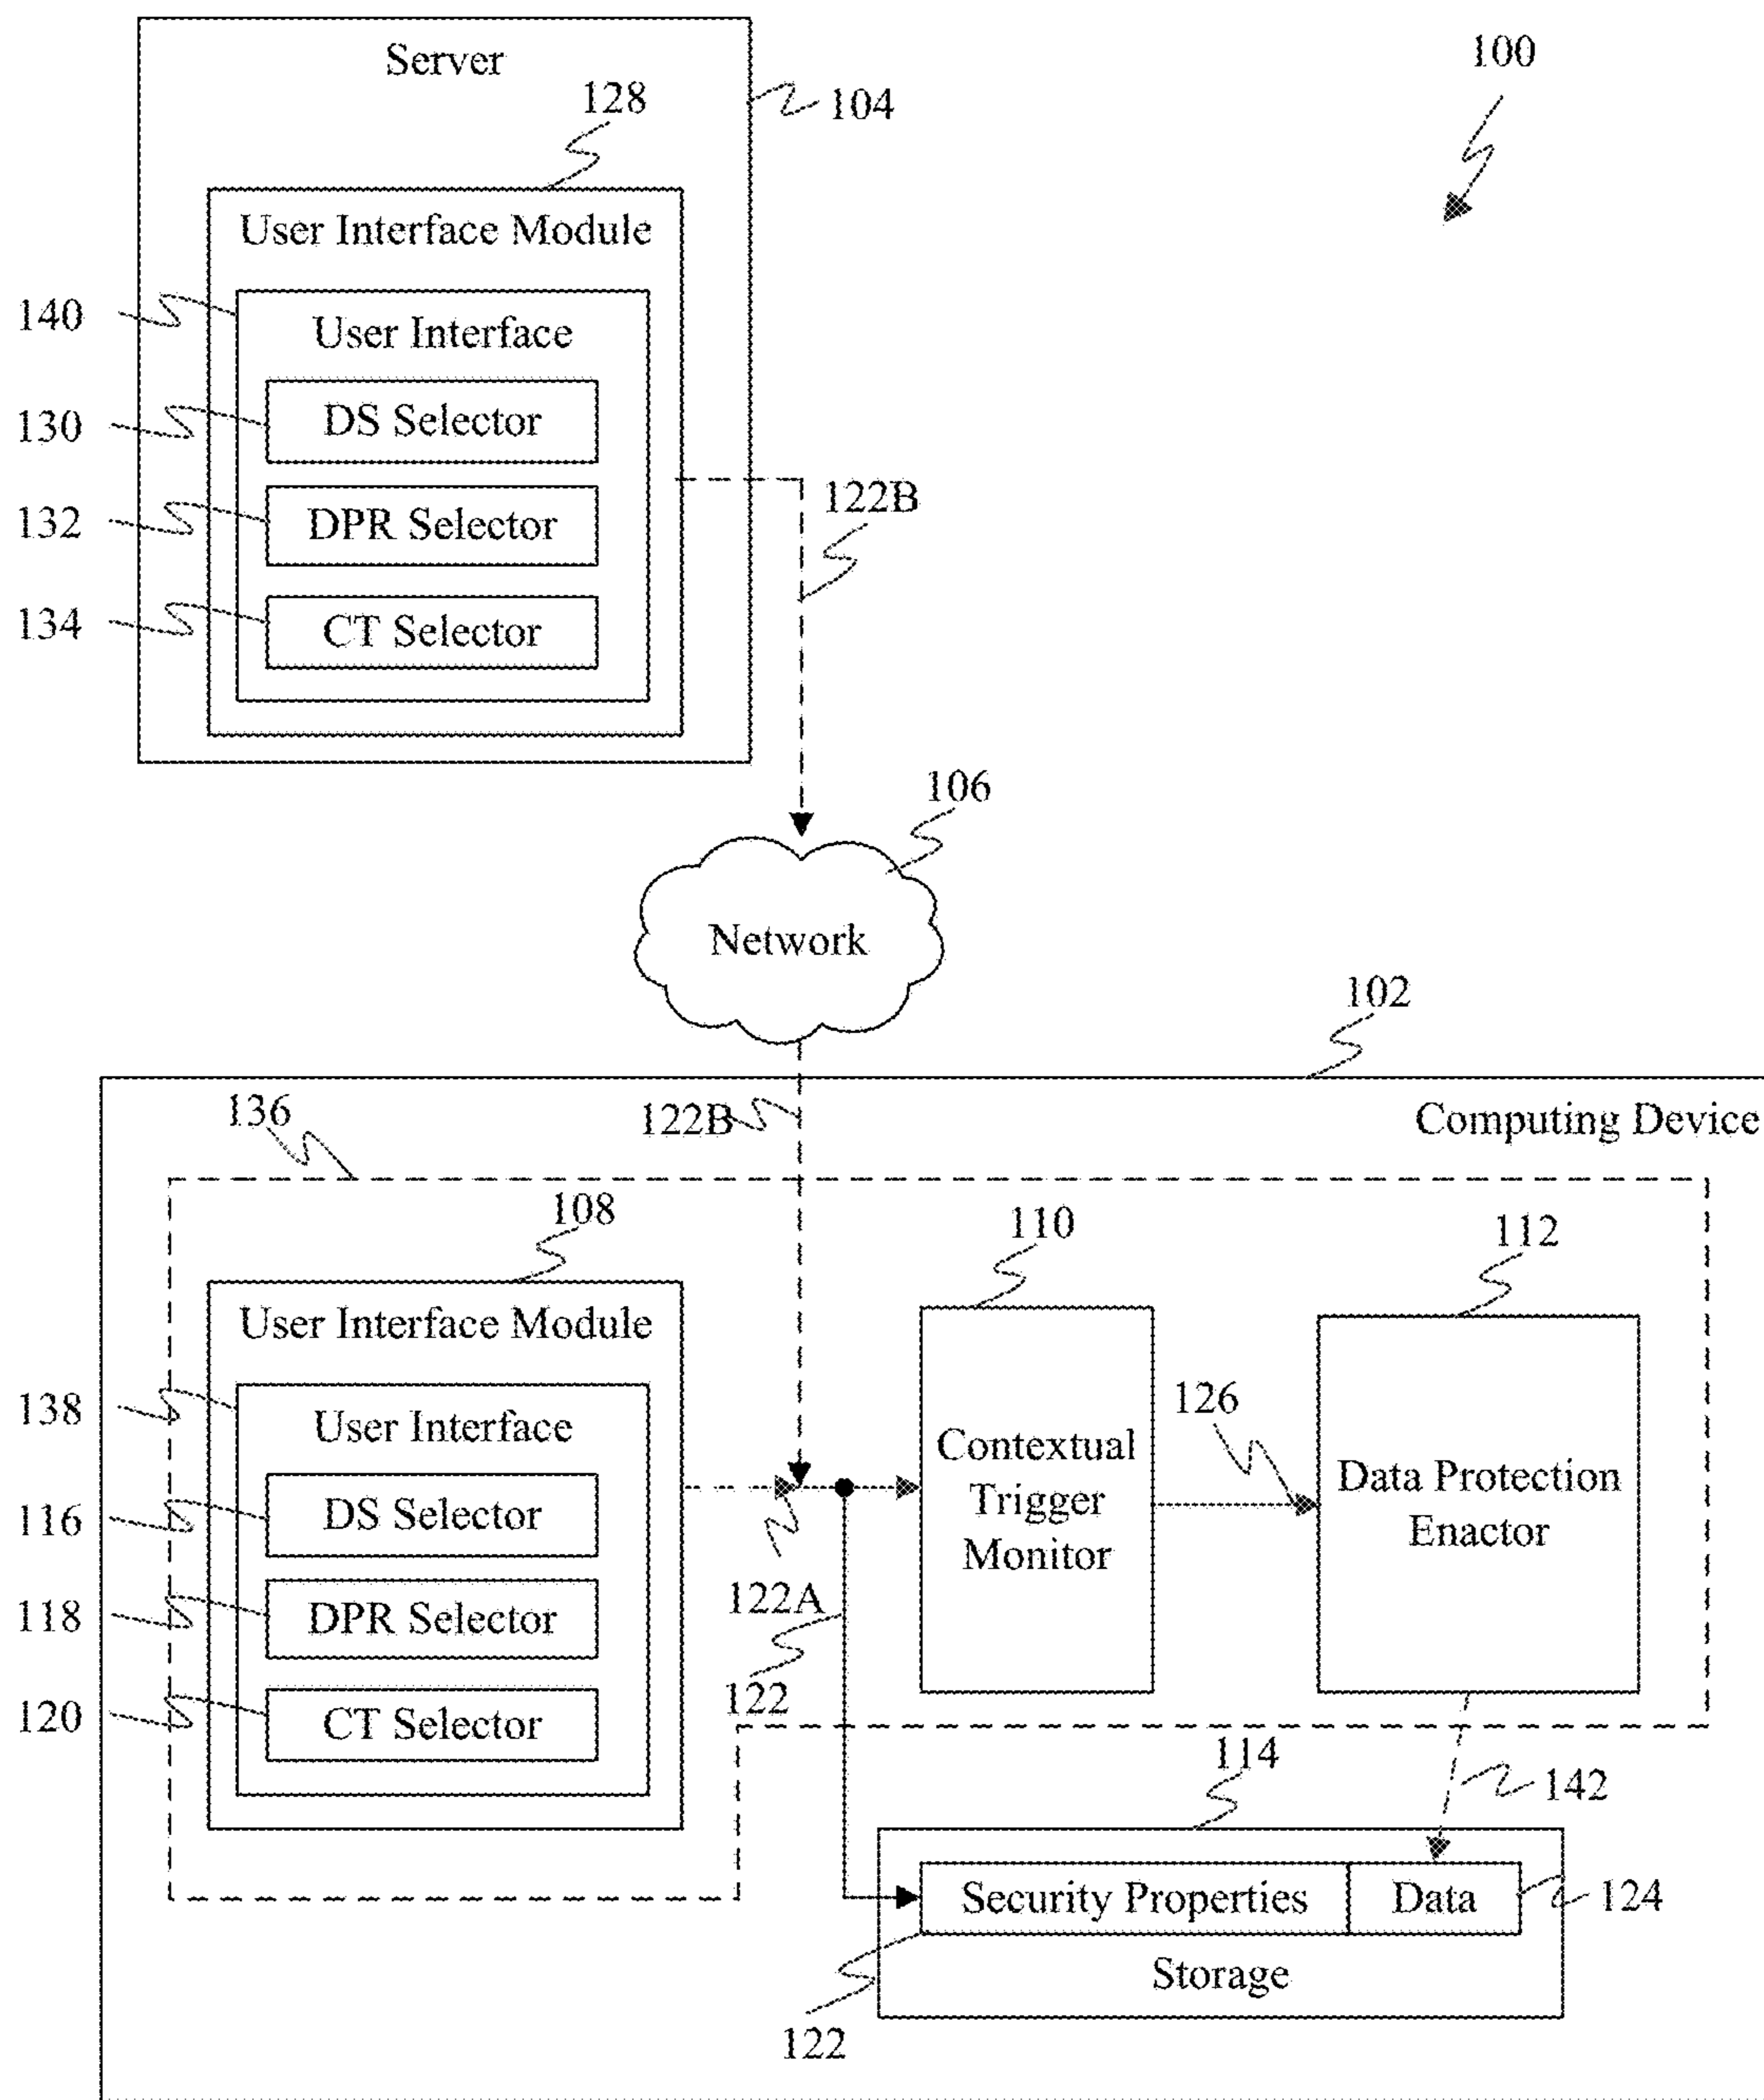 Server
100
104
128
User Interface Module
140
User Interface
130
DS Selector
132
DPR Selector
122B
134
CT Selector
106
Network
102
Computing Device
136
122B
108
110
112
User Interface Module
138
User Interface
126
Contextual
Trigger
Monitor
Data Protection
Enactor
116
DS Selector
118
DPR Selector
122A
122
120
CT Selector
114
142
Security Properties
Data
124
Storage
122